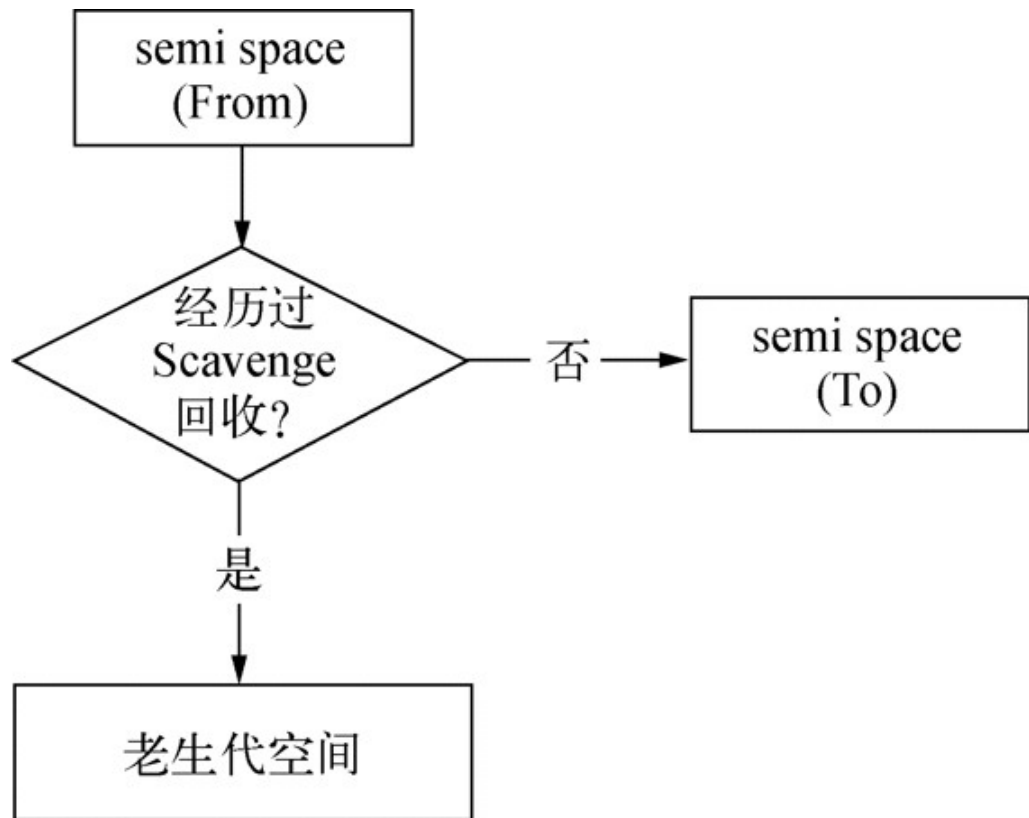 semi space
(From)
经历过
Scavenge
回收?
否
semi space
(To)
是
老生代空间